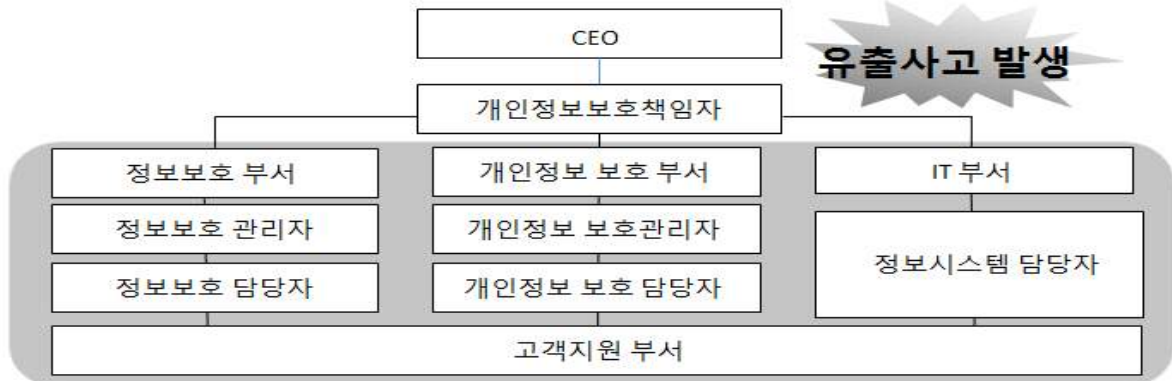 CEO
유출사고 발생
개인정보보호책임자
정보보호 부서
개인정보 보호 부서
IT 부서
정보보호 관리자
개인정보 보호관리자
정보시스템 담당자
정보보호 담당자
개인정보 보호 담당자
고객지원 부서